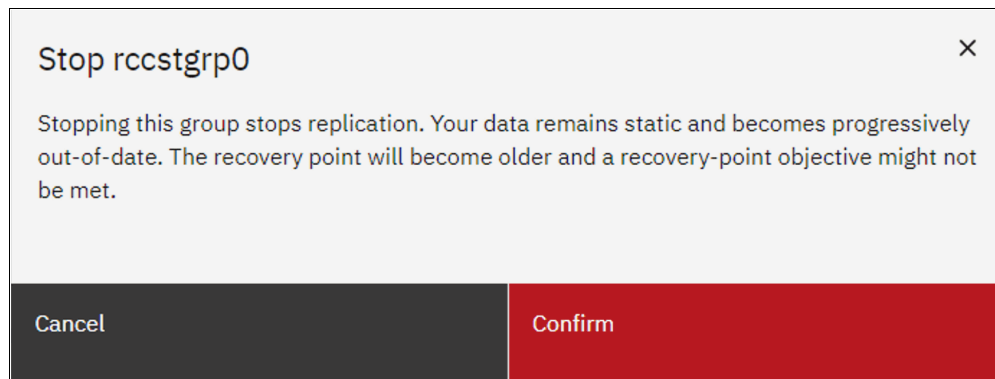 Stop rccstgrp0
Stopping this group stops replication. Your data remains static and becomes progressively
out-of-date. The recovery point will become older and a recovery-point objective might not
be met.
Cancel
Confirm